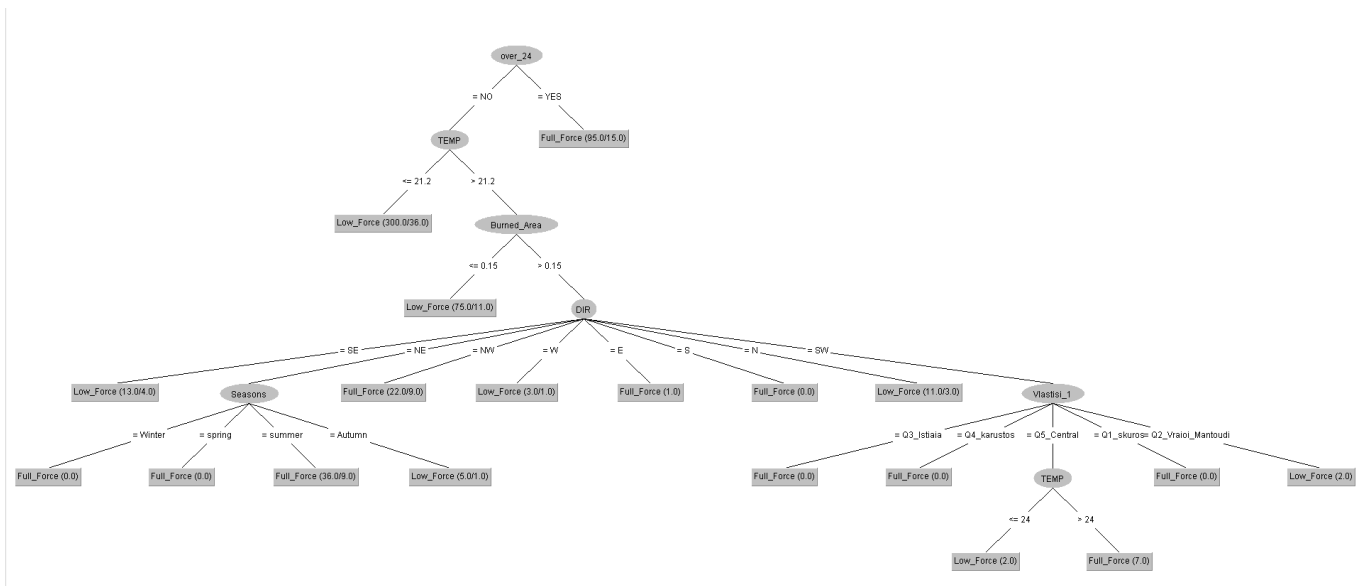 over_24
= NO
= YES
TEMP
Full_Force (95.0/15.0)
<= 21.2
> 21.2
Low_Force (300.0/36.0)
Burned_Area
<= 0.15
> 0.15
Low_Force (75.0/11.0)
DIR
= SE
= NE
= NW
= W
= E
= S
= N
= SW
Low_Force (13.0/4.0)
Seasons
Full_Force (22.0/9.0)
Low_Force (3.0/1.0)
Full_Force (1.0)
Full_Force (0.0)
Low_Force (11.0/3.0)
Vlastisi_1
= Winter
= spring
= summer
= Autumn
= Q3_Istiaia
= Q4_karustos
= Q5_Central
= Q1_skuros
= Q2_Vraioi_Mantoudi
Full_Force (0.0)
Full_Force (0.0)
Full_Force (36.0/9.0)
Low_Force (5.0/1.0)
Full_Force (0.0)
Full_Force (0.0)
TEMP
Full_Force (0.0)
Low_Force (2.0)
<= 24
> 24
Low_Force (2.0)
Full_Force (7.0)